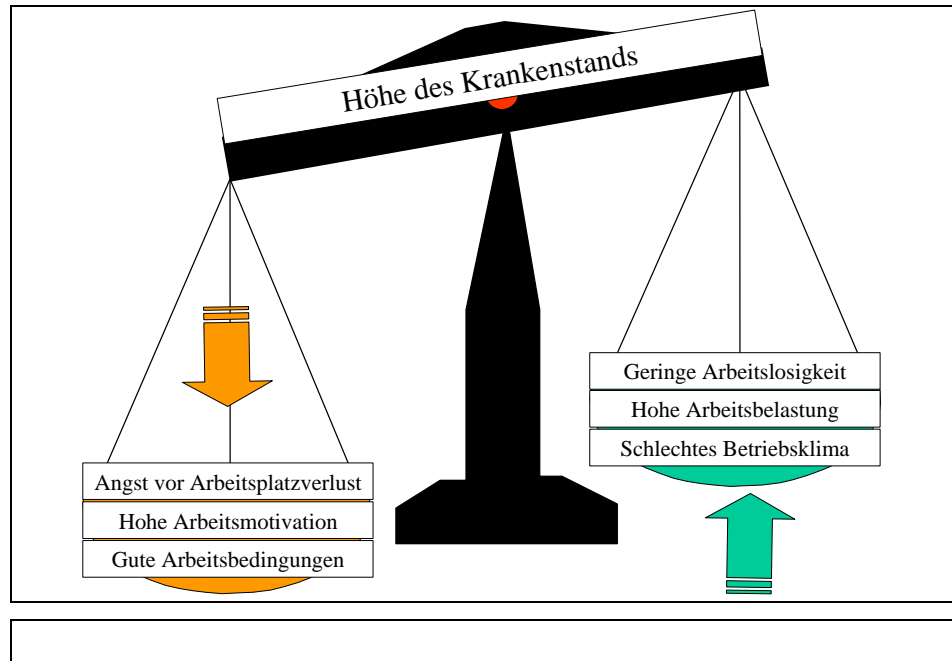 Höhe des Krankenstands
Angst vor Arbeitsplatzverlust
Hohe Arbeitsmotivation
Gute Arbeitsbedingungen
Geringe Arbeitslosigkeit
Hohe Arbeitsbelastung
Schlechtes Betriebsklima